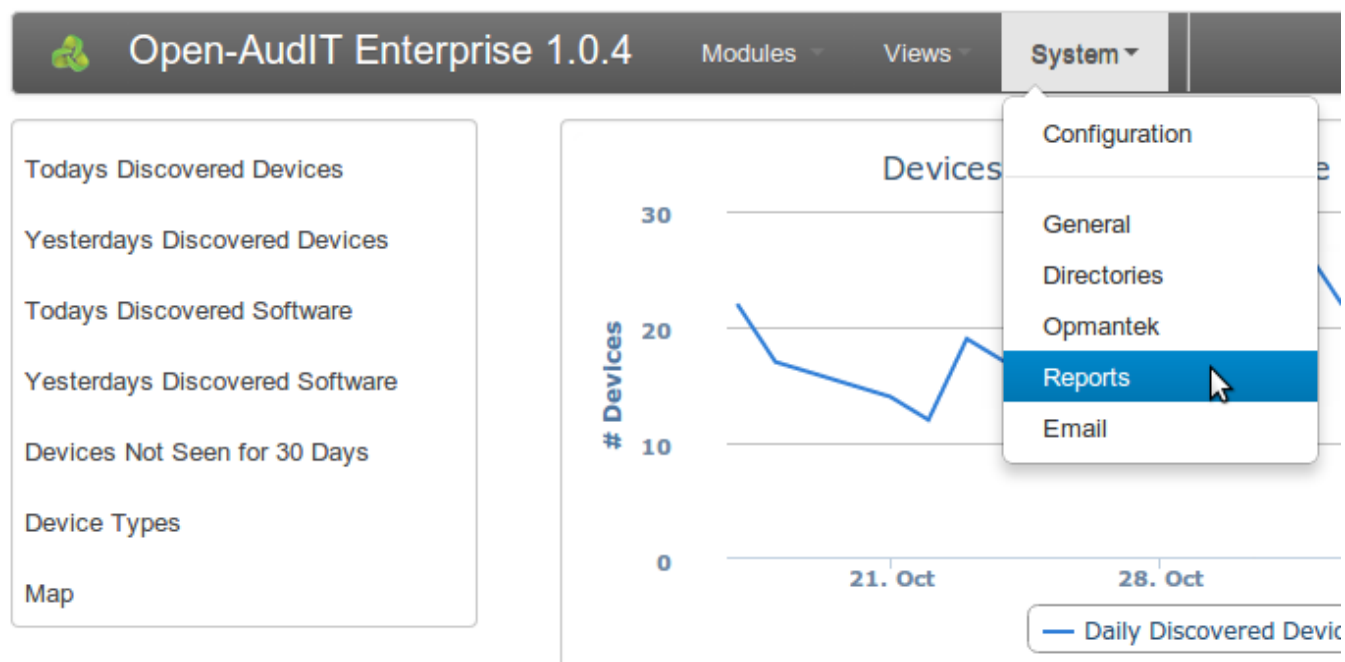 Open-AudIT Enterprise 1.0.4 Modules Views System
Configuration
General
Directories
Opmantek
Reports
Email
Todays Discovered Devices
Yesterdays Discovered Devices
Todays Discovered Software
Yesterdays Discovered Software
Devices Not Seen for 30 Days
Device Types
Map
Devices
# Devices
30
20
10
0
21. Oct 28. Oct
Daily Discovered